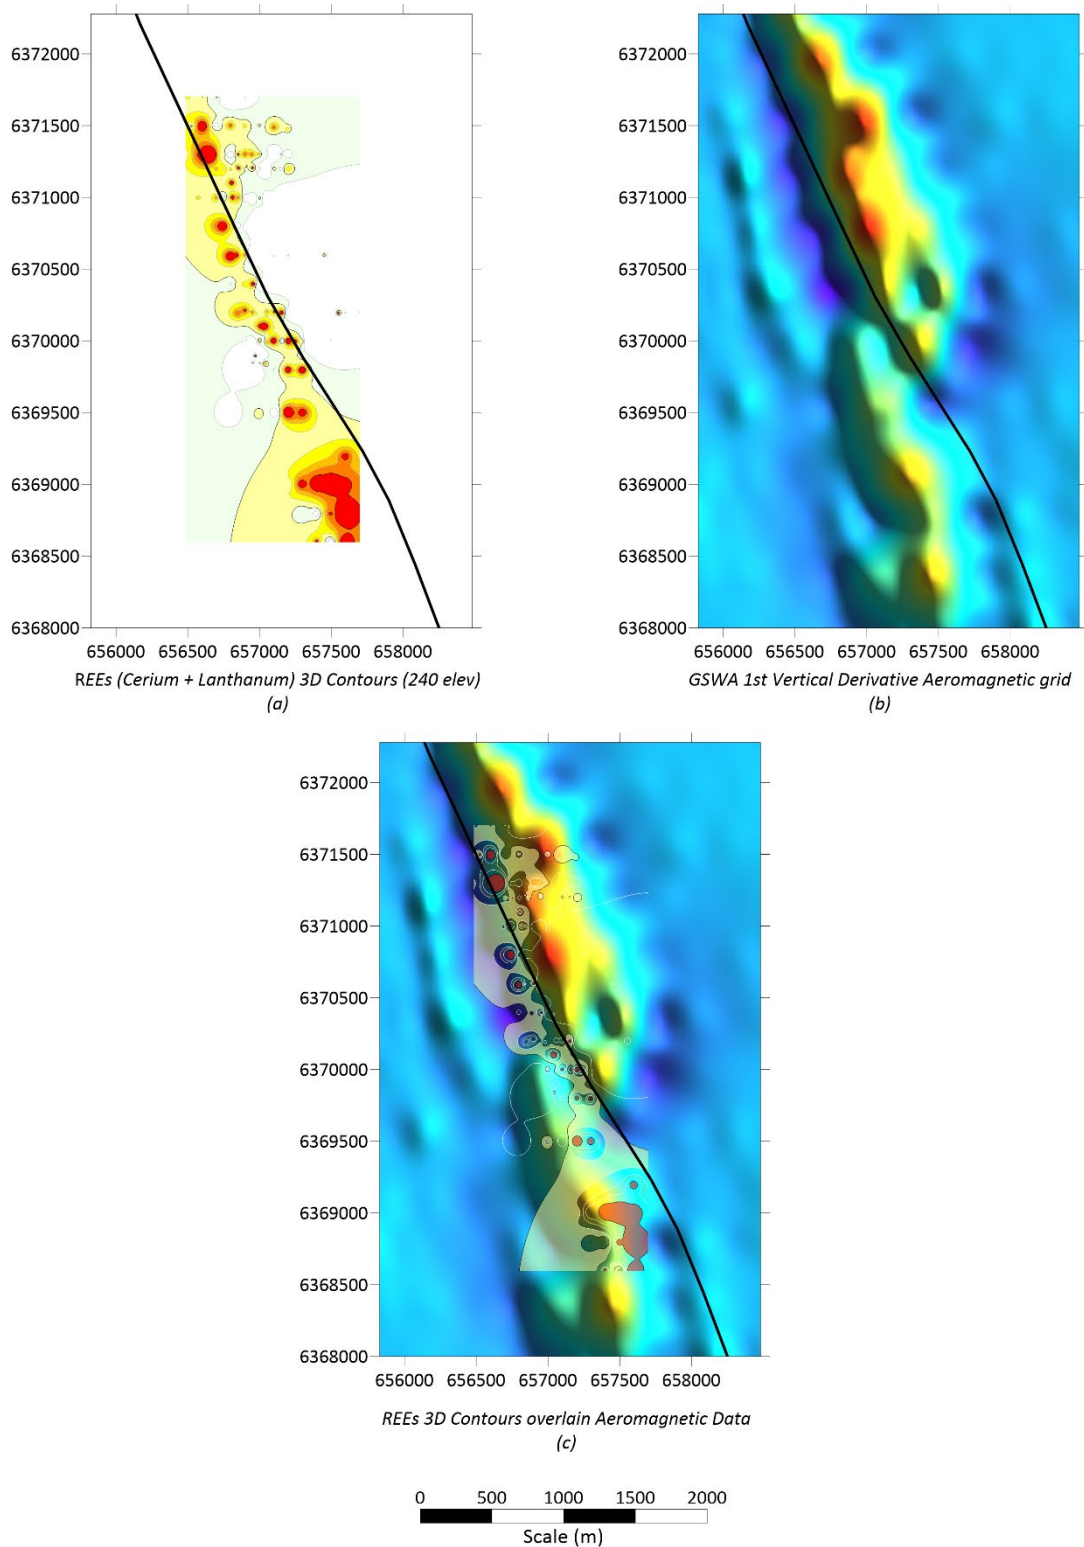 6372000
6371500
6371000
6370500
6370000
6369500
6369000
6368500
6368000
656000 656500 657000 657500 658000
REEs (Cerium + Lanthanum) 3D Contours (240 elev)
(a)
6372000
6371500
6371000
6370500
6370000
6369500
6369000
6368500
6368000
656000 656500 657000 657500 658000
GSWA 1st Vertical Derivative Aeromagnetic grid
(b)
6372000
6371500
6371000
6370500
6370000
6369500
6369000
6368500
6368000
656000 656500 657000 657500 658000
REEs 3D Contours overlain Aeromagnetic Data
(c)
0 500 1000 1500 2000
Scale (m)